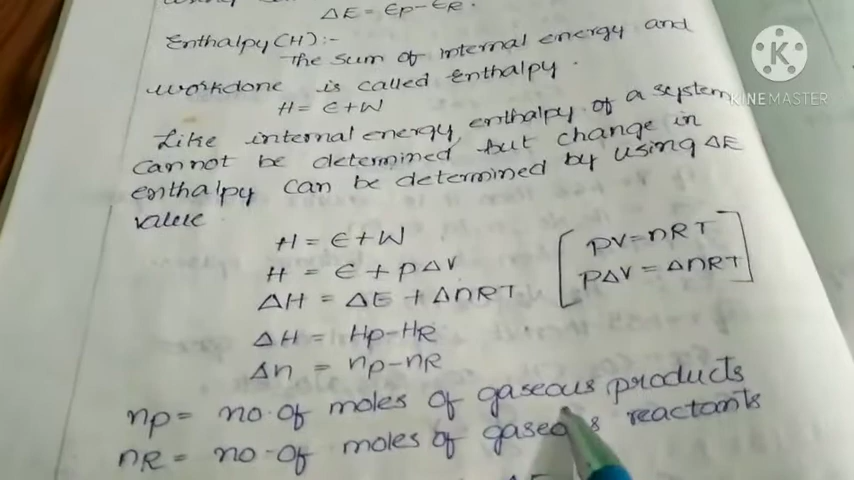 ΔE = EP - ER.
Enthalpy (H) :-
The sum of internal energy and
workdone is called Enthalpy.
H = E + W
Like internal energy, enthalpy of a system
cannot be determined, but change in
enthalpy can be determined by using ΔE
value
H = E + W
H = E + PΔV
ΔH = ΔE + ΔnRT
[ PV = nRT
PΔV = ΔnRT ]
ΔH = HP - HR
Δn = nP - nR
nP = no. of moles of gaseous products
nR = no. of moles of reactants
KINEMASTER